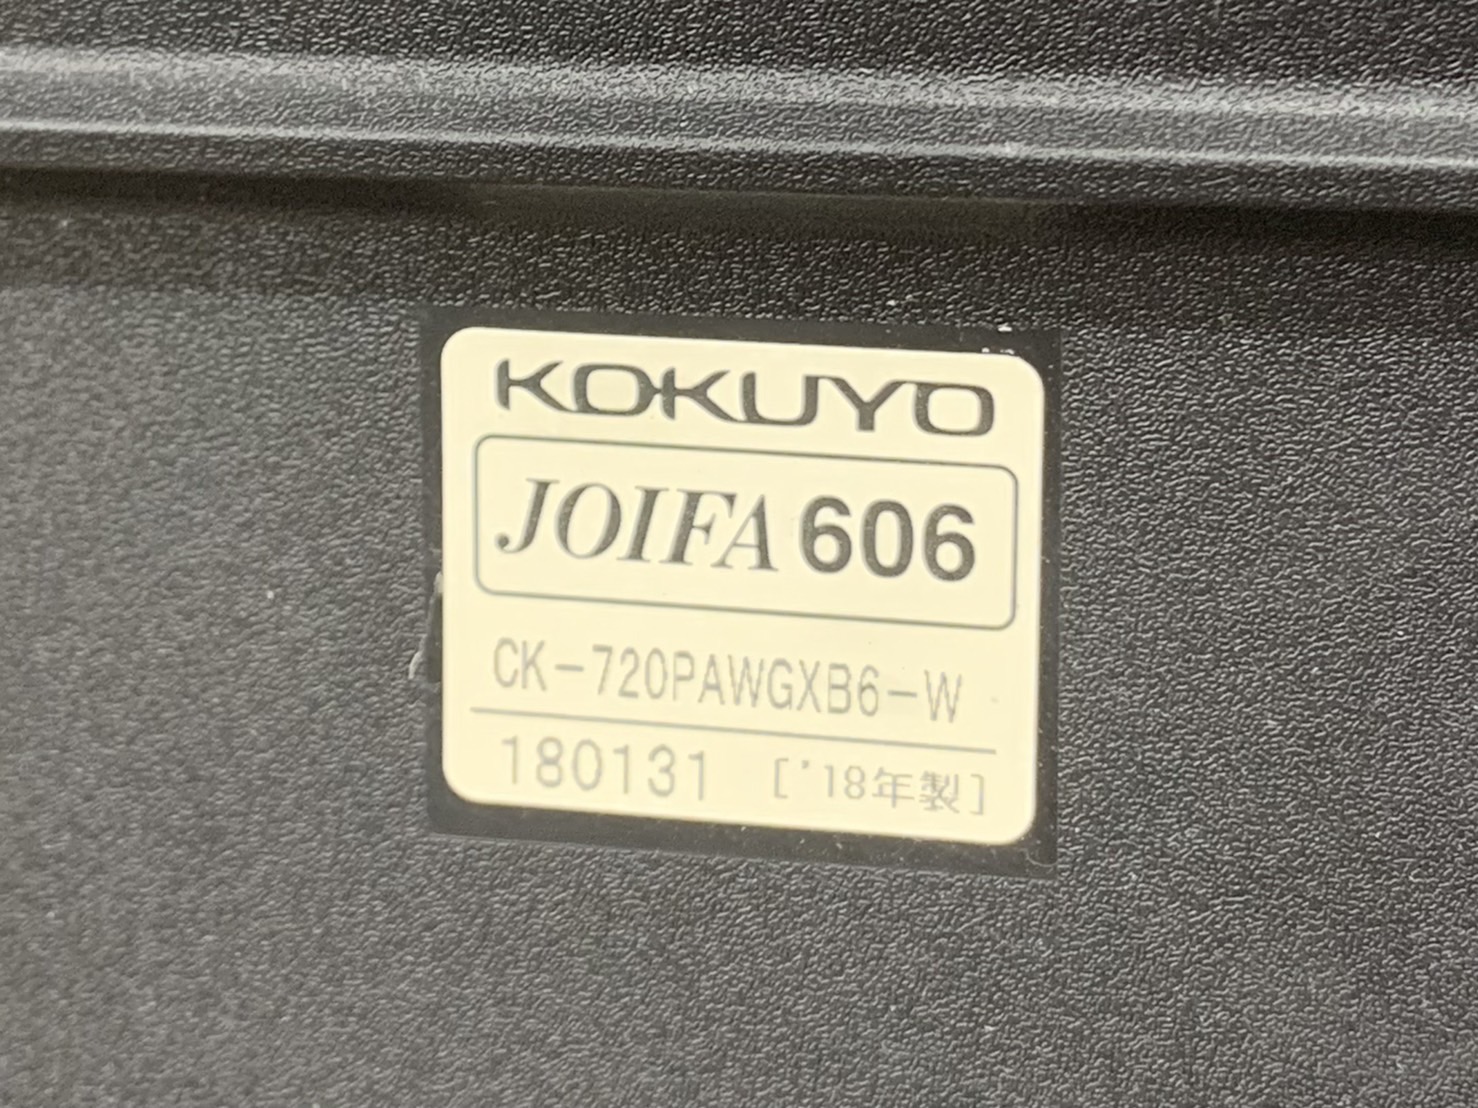 KOKUYO
JOIFA 606
CK-720PAWGXB6-W
180131 ['18年製]